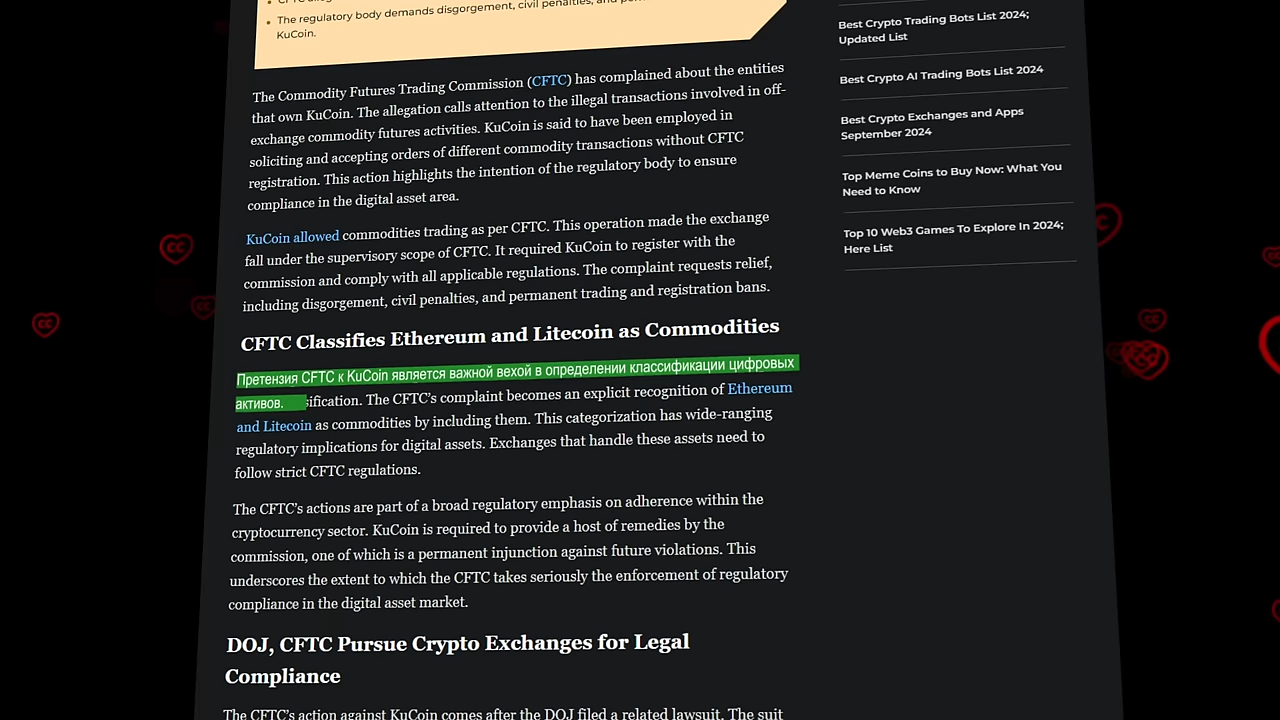 The regulatory body demands disgorgement, civil penalties, and
KuCoin.
The Commodity Futures Trading Commission (CFTC) has complained about the entities
that own KuCoin. The allegation calls attention to the illegal transactions involved in off-
exchange commodity futures activities. KuCoin is said to have been employed in
soliciting and accepting orders of different commodity transactions without CFTC
registration. This action highlights the intention of the regulatory body to ensure
compliance in the digital asset area.
KuCoin allowed commodities trading as per CFTC. This operation made the exchange
fall under the supervisory scope of CFTC. It required KuCoin to register with the
commission and comply with all applicable regulations. The complaint requests relief,
including disgorgement, civil penalties, and permanent trading and registration bans.
CFTC Classifies Ethereum and Litecoin as Commodities
Претензия CFTC к KuCoin является важной вехой в определении классификации цифровых
активов. sification. The CFTC's complaint becomes an explicit recognition of Ethereum
and Litecoin as commodities by including them. This categorization has wide-ranging
regulatory implications for digital assets. Exchanges that handle these assets need to
follow strict CFTC regulations.
The CFTC's actions are part of a broad regulatory emphasis on adherence within the
cryptocurrency sector. KuCoin is required to provide a host of remedies by the
commission, one of which is a permanent injunction against future violations. This
underscores the extent to which the CFTC takes seriously the enforcement of regulatory
compliance in the digital asset market.
DOJ, CFTC Pursue Crypto Exchanges for Legal
Compliance
The CFTC's action against KuCoin comes after the DOJ filed a related lawsuit. The suit
Best Crypto Trading Bots List 2024;
Updated List
Best Crypto AI Trading Bots List 2024
Best Crypto Exchanges and Apps
September 2024
Top Meme Coins to Buy Now: What You
Need to Know
Top 10 Web3 Games To Explore In 2024;
Here List